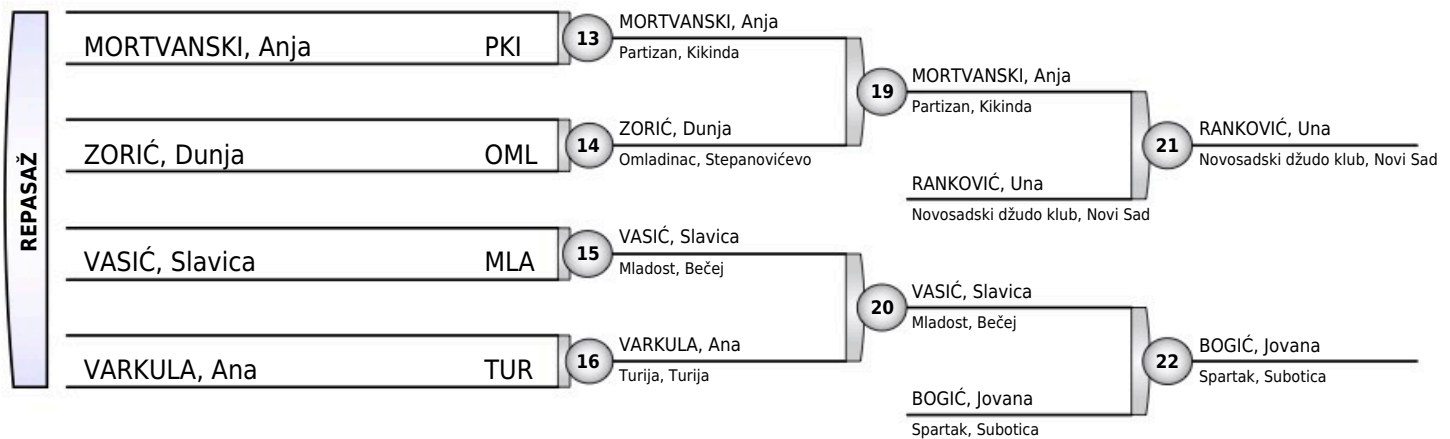 REPASAŽ
MORTVANSKI, Anja PKI
ZORIĆ, Dunja OML
VASIĆ, Slavica MLA
VARKULA, Ana TUR
13
MORTVANSKI, Anja
Partizan, Kikinda
14
ZORIĆ, Dunja
Omladinac, Stepanovićevo
15
VASIĆ, Slavica
Mladost, Bečej
16
VARKULA, Ana
Turija, Turija
19
MORTVANSKI, Anja
Partizan, Kikinda
RANKOVIĆ, Una
Novosadski džudo klub, Novi Sad
20
VASIĆ, Slavica
Mladost, Bečej
BOGIĆ, Jovana
Spartak, Subotica
21
RANKOVIĆ, Una
Novosadski džudo klub, Novi Sad
22
BOGIĆ, Jovana
Spartak, Subotica